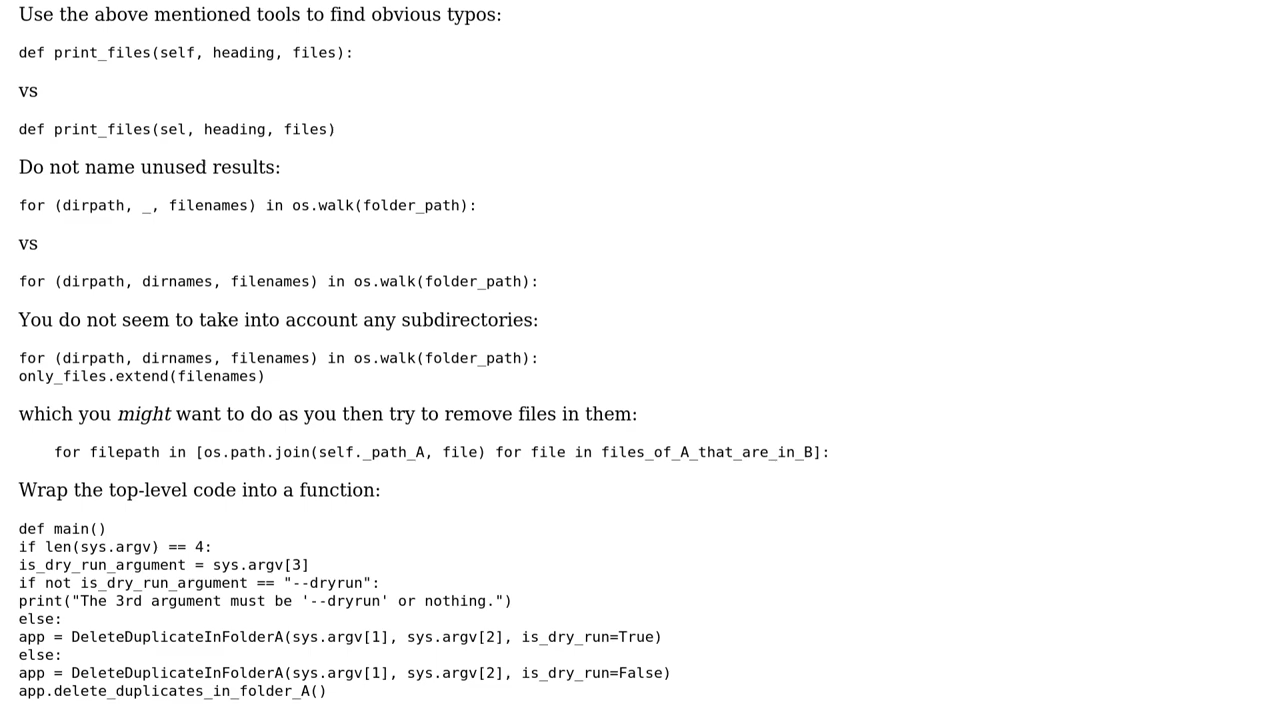 Use the above mentioned tools to find obvious typos:
def print_files(self, heading, files):
vs
def print_files(sel, heading, files)
Do not name unused results:
for (dirpath, _, filenames) in os.walk(folder_path):
vs
for (dirpath, dirnames, filenames) in os.walk(folder_path):
You do not seem to take into account any subdirectories:
for (dirpath, dirnames, filenames) in os.walk(folder_path):
only_files.extend(filenames)
which you might want to do as you then try to remove files in them:
    for filepath in [os.path.join(self._path_A, file) for file in files_of_A_that_are_in_B]:
Wrap the top-level code into a function:
def main()
if len(sys.argv) == 4:
is_dry_run_argument = sys.argv[3]
if not is_dry_run_argument == "--dryrun":
print("The 3rd argument must be '--dryrun' or nothing.")
else:
app = DeleteDuplicateInFolderA(sys.argv[1], sys.argv[2], is_dry_run=True)
else:
app = DeleteDuplicateInFolderA(sys.argv[1], sys.argv[2], is_dry_run=False)
app.delete_duplicates_in_folder_A()